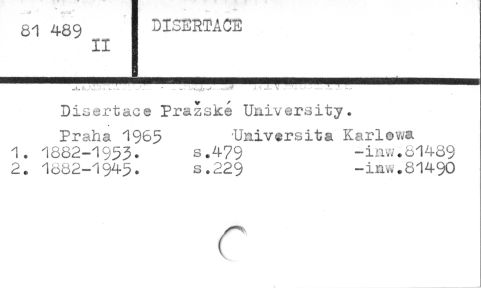 81 489
II
DISERTACE
Disertace Pražské University.
Praha 1965 Universita Karlowa
1. 1882-1953. s.479 -inw.81489
2. 1882-1945. s.229 -inw.81490